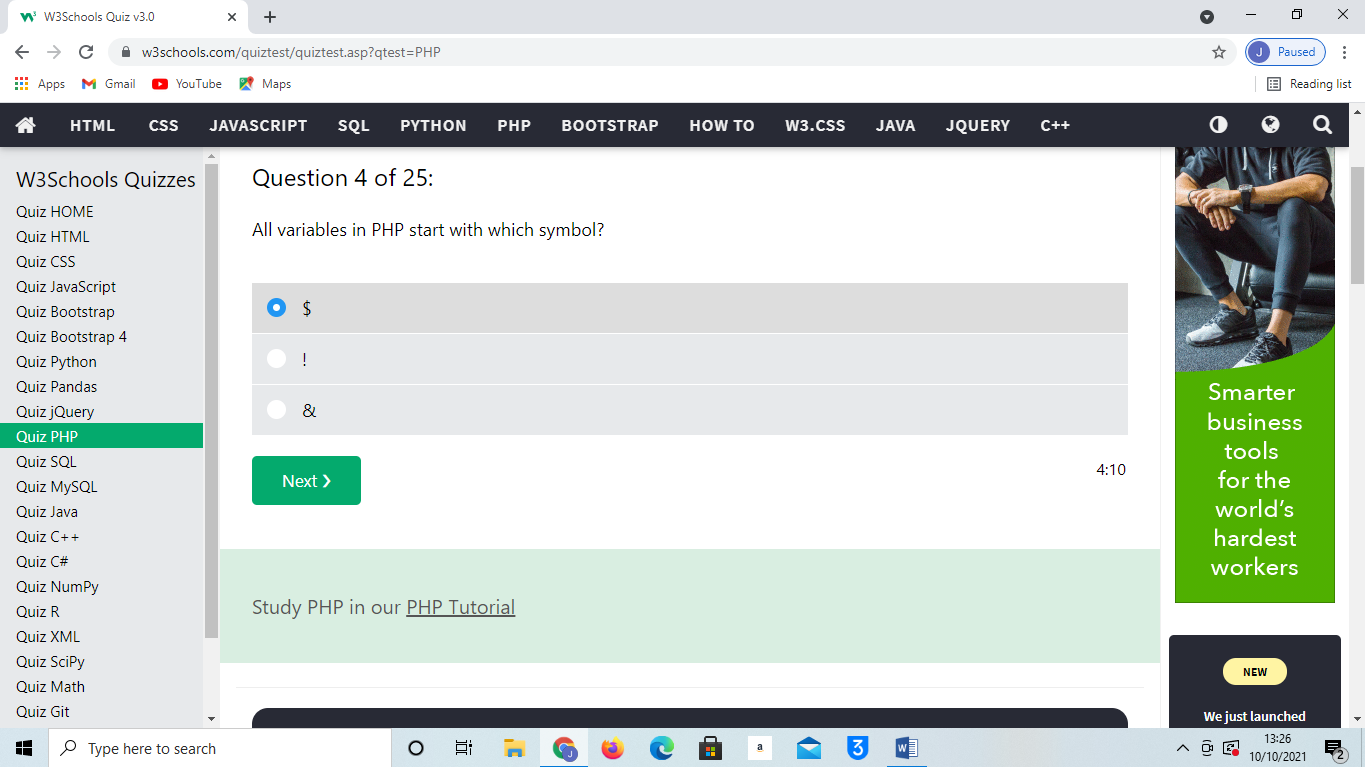 W3Schools Quiz v3.0
w3schools.com/quiztest/quiztest.asp?qtest=PHP
J Paused
Apps Gmail YouTube Maps Reading list
HTML CSS JAVASCRIPT SQL PYTHON PHP BOOTSTRAP HOW TO W3.CSS JAVA JQUERY C++
W3Schools Quizzes
Quiz HOME
Quiz HTML
Quiz CSS
Quiz JavaScript
Quiz Bootstrap
Quiz Bootstrap 4
Quiz Python
Quiz Pandas
Quiz jQuery
Quiz PHP
Quiz SQL
Quiz MySQL
Quiz Java
Quiz C++
Quiz C#
Quiz NumPy
Quiz R
Quiz XML
Quiz SciPy
Quiz Math
Quiz Git
Question 4 of 25:
All variables in PHP start with which symbol?
$
!
&
Next ❯
4:10
Study PHP in our PHP Tutorial
Smarter
business
tools
for the
world's
hardest
workers
NEW
We just launched
Type here to search
13:26
10/10/2021
2